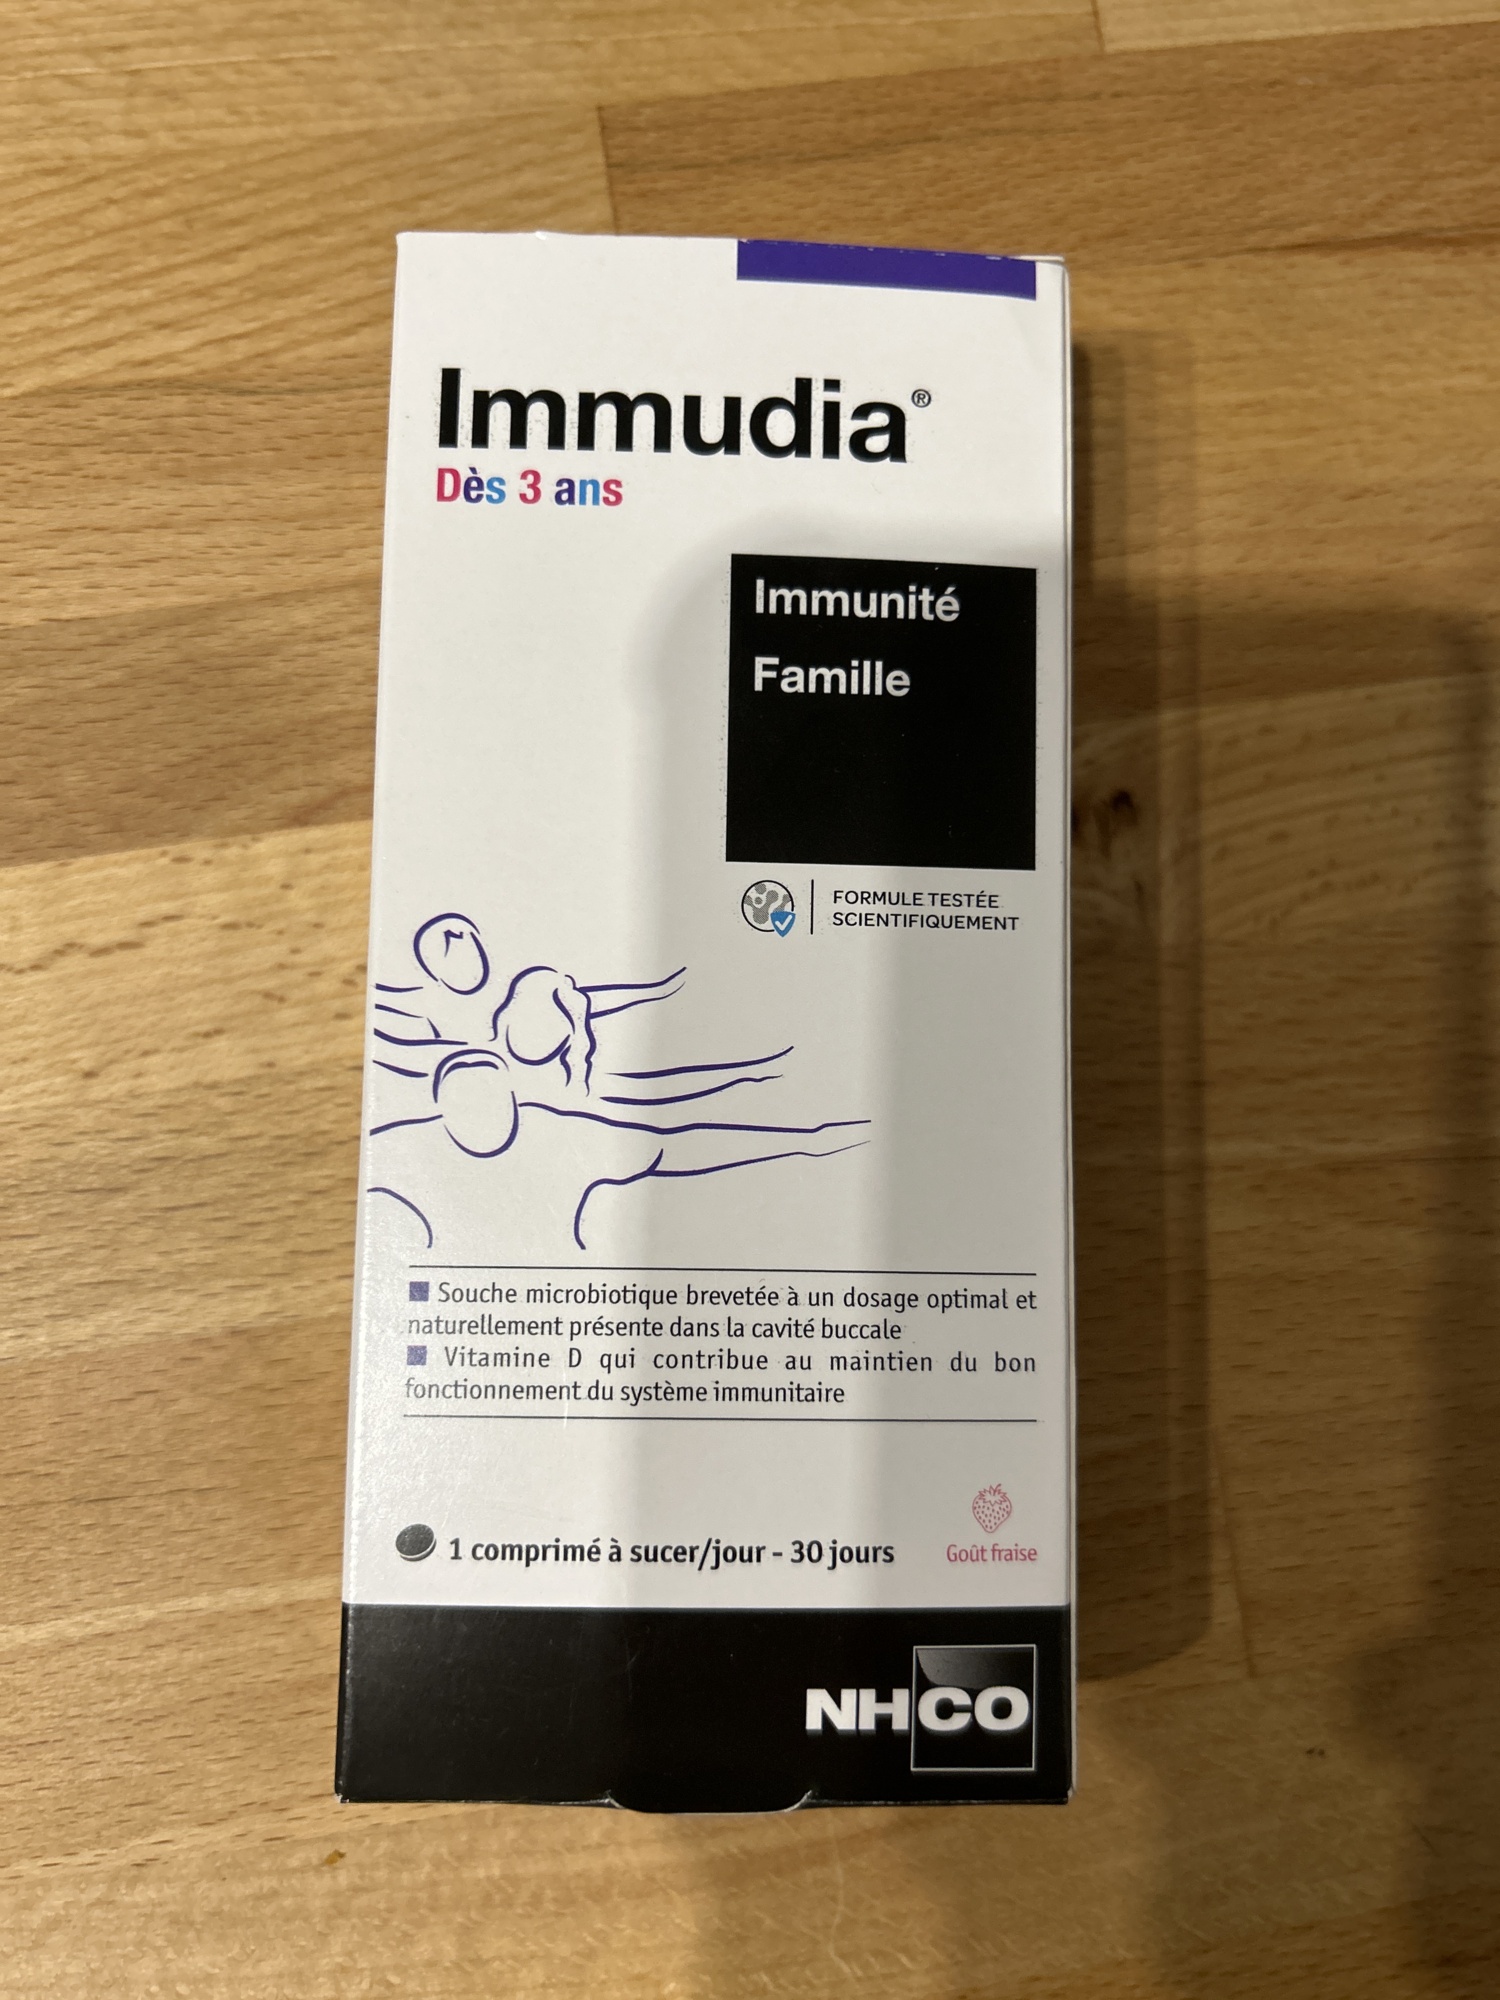 Immudia®
Dès 3 ans
Immunité
Famille
FORMULE TESTÉE
SCIENTIFIQUEMENT
Souche microbiotique brevetée à un dosage optimal et
naturellement présente dans la cavité buccale
Vitamine D qui contribue au maintien du bon
fonctionnement du système immunitaire
1 comprimé à sucer/jour - 30 jours
Goût fraise
NHCO